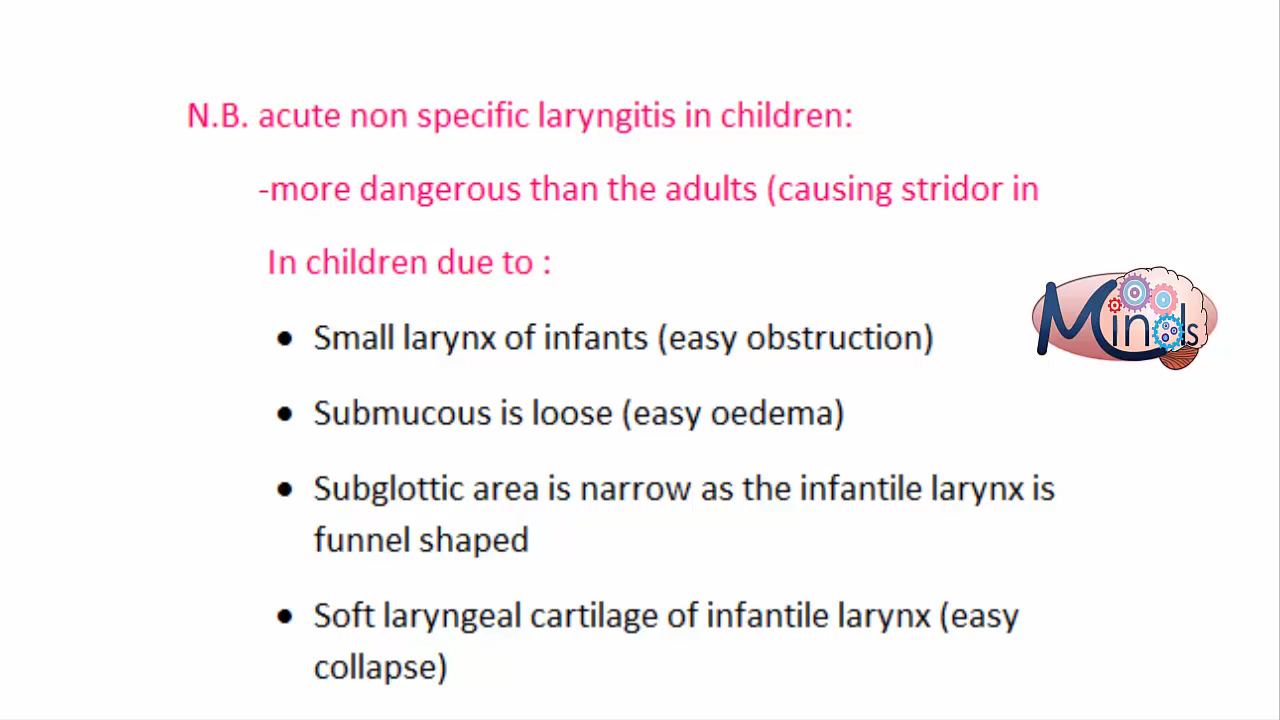 N.B. acute non specific laryngitis in children:
-more dangerous than the adults (causing stridor in
In children due to :
• Small larynx of infants (easy obstruction)
• Submucous is loose (easy oedema)
• Subglottic area is narrow as the infantile larynx is
funnel shaped
• Soft laryngeal cartilage of infantile larynx (easy
collapse)
Minds